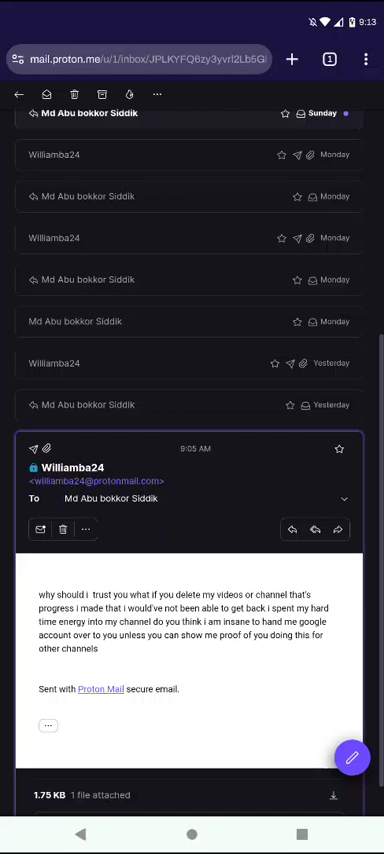 9:13
mail.proton.me/u/1/inbox/JPLKYFQ6zy3yvrl2Lb5G
1
Md Abu bokkor Siddik Sunday
Williamba24 Monday
Md Abu bokkor Siddik Monday
Williamba24 Monday
Md Abu bokkor Siddik Monday
Md Abu bokkor Siddik Monday
Williamba24 Yesterday
Md Abu bokkor Siddik Yesterday
9:05 AM
Williamba24
<williamba24@protonmail.com>
To Md Abu bokkor Siddik
why should i trust you what if you delete my videos or channel that's
progress i made that i would've not been able to get back i spent my hard
time energy into my channel do you think i am insane to hand me google
account over to you unless you can show me proof of you doing this for
other channels
Sent with Proton Mail secure email.
1.75 KB 1 file attached